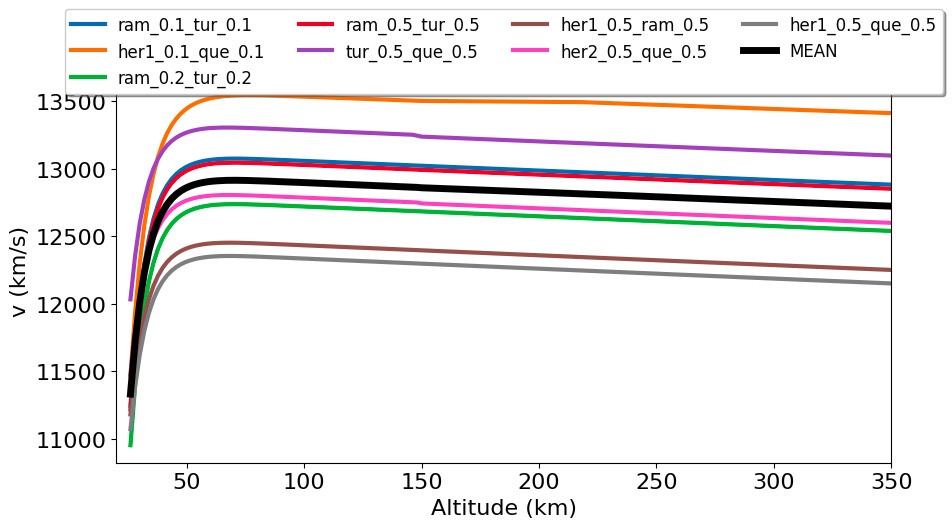 ram_0.1_tur_0.1 ram_0.5_tur_0.5 her1_0.5_ram_0.5 her1_0.5_que_0.5
her1_0.1_que_0.1 tur_0.5_que_0.5 her2_0.5_que_0.5 MEAN
ram_0.2_tur_0.2
13500
13000
12500
12000
11500
11000
v (km/s)
50 100 150 200 250 300 350
Altitude (km)